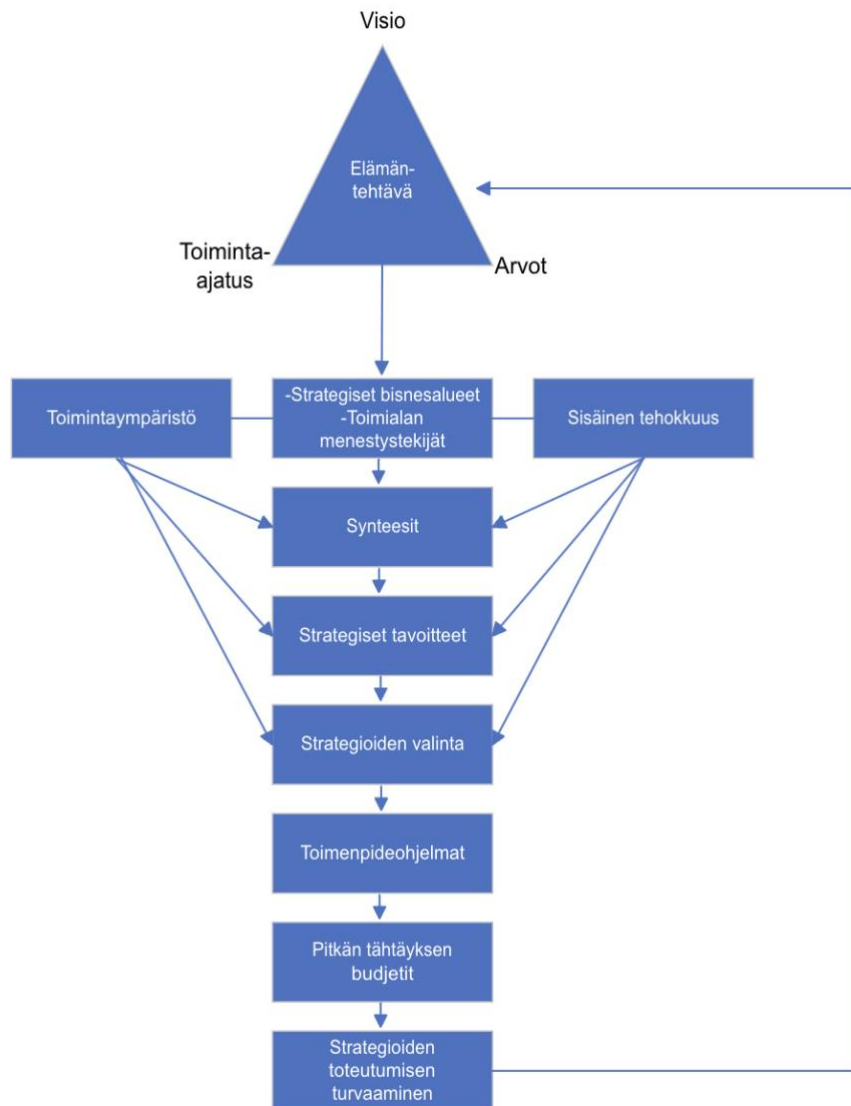 Visio
Elämän-
tehtävä
Toiminta-
ajatus
Arvot
Toimintaympäristö
-Strategiset bisnesalueet
-Toimialan
menestystekijät
Sisäinen tehokkuus
Synteesit
Strategiset tavoitteet
Strategioiden valinta
Toimenpideohjelmat
Pitkän tähtäyksen
budjetit
Strategioiden
toteutumisen
turvaaminen